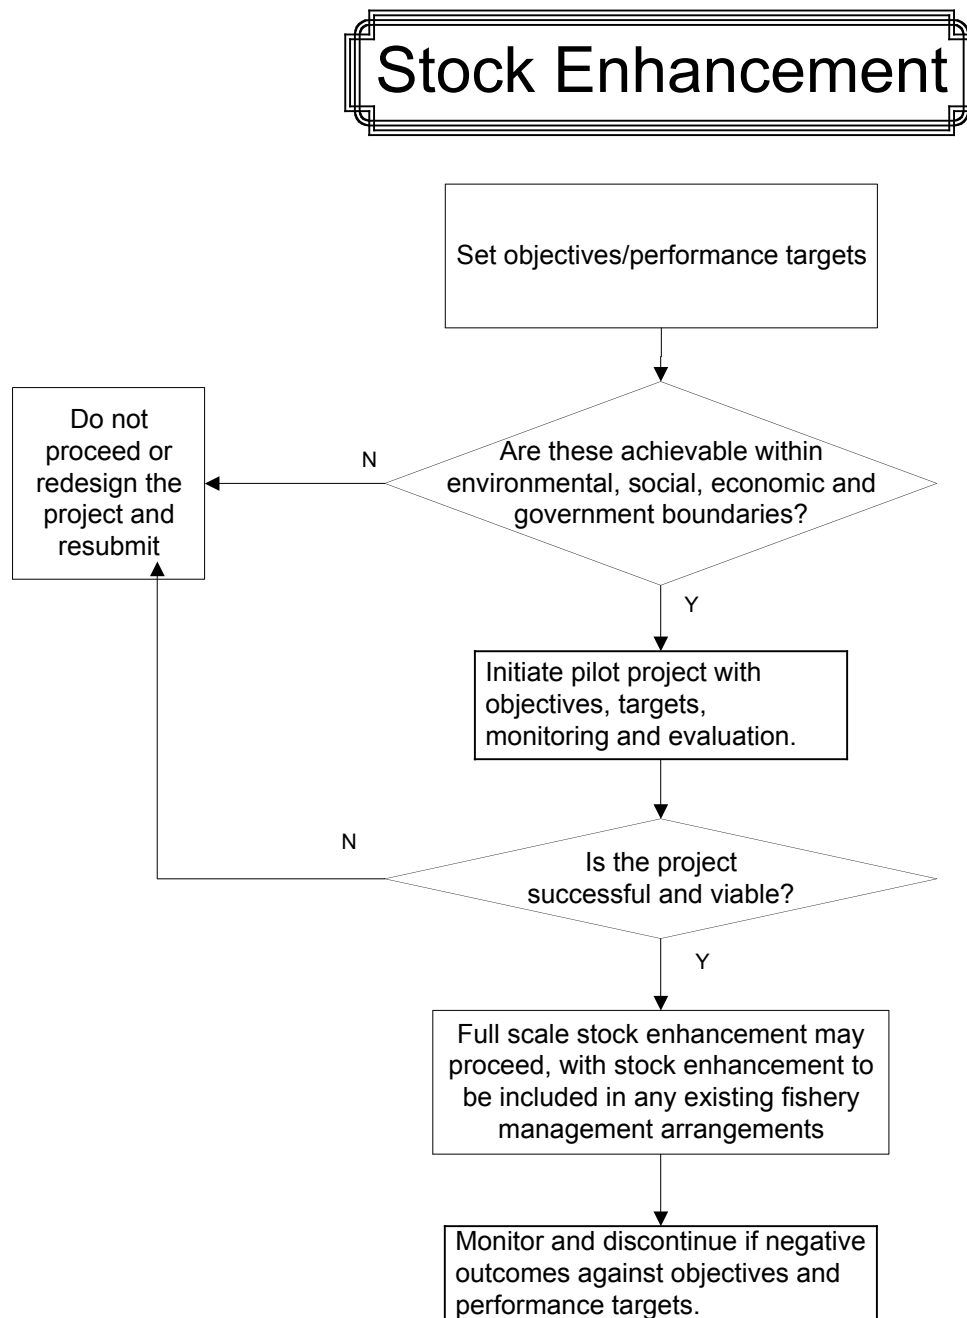 Stock Enhancement
Set objectives/performance targets
Do not
proceed or
redesign the
project and
resubmit
N
Are these achievable within
environmental, social, economic and
government boundaries?
Y
Initiate pilot project with
objectives, targets,
monitoring and evaluation.
N
Is the project
successful and viable?
Y
Full scale stock enhancement may
proceed, with stock enhancement to
be included in any existing fishery
management arrangements
Monitor and discontinue if negative
outcomes against objectives and
performance targets.